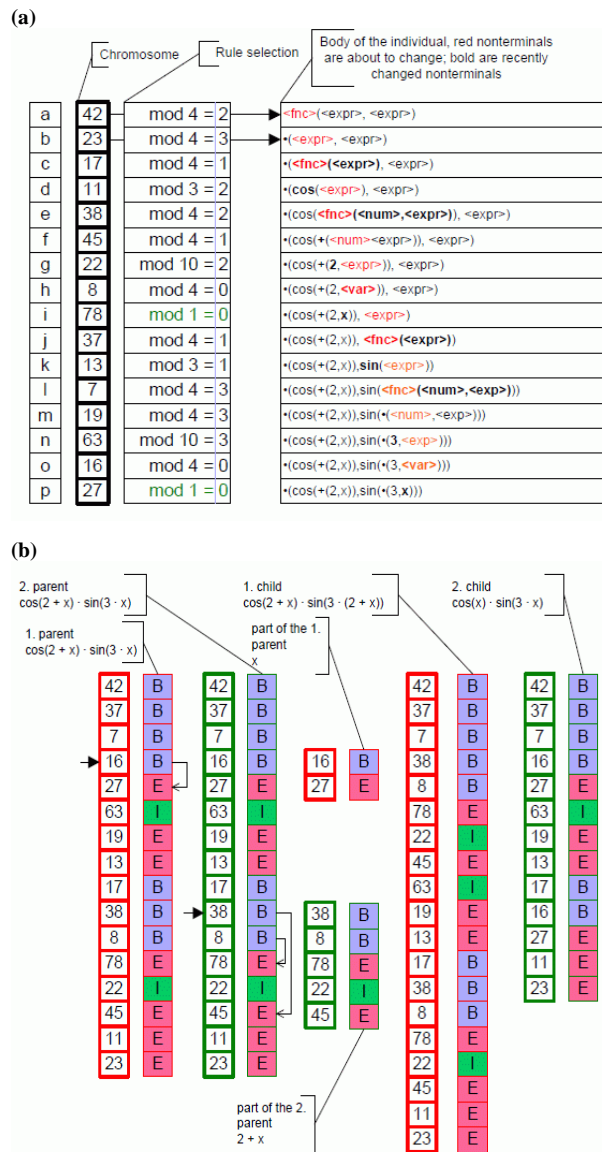 (a)
Chromosome
Rule selection
Body of the individual, red nonterminals
are about to change; bold are recently
changed nonterminals
a 42 mod 4 = 2 <fnc>(<expr>, <expr>)
b 23 mod 4 = 3 •(<expr>, <expr>)
c 17 mod 4 = 1 •(<fnc>(<expr>), <expr>)
d 11 mod 3 = 2 •(cos(<expr>), <expr>)
e 38 mod 4 = 2 •(cos(<fnc>(<num>,<expr>)), <expr>)
f 45 mod 4 = 1 •(cos(+(<num><expr>)), <expr>)
g 22 mod 10 = 2 •(cos(+(2,<expr>)), <expr>)
h 8 mod 4 = 0 •(cos(+(2,<var>)), <expr>)
i 78 mod 1 = 0 •(cos(+(2,x)), <expr>)
j 37 mod 4 = 1 •(cos(+(2,x)), <fnc>(<expr>))
k 13 mod 3 = 1 •(cos(+(2,x)),sin(<expr>))
l 7 mod 4 = 3 •(cos(+(2,x)),sin(<fnc>(<num>,<exp>)))
m 19 mod 4 = 3 •(cos(+(2,x)),sin(•(<num>,<exp>)))
n 63 mod 10 = 3 •(cos(+(2,x)),sin(•(3,<exp>)))
o 16 mod 4 = 0 •(cos(+(2,x)),sin(•(3,<var>)))
p 27 mod 1 = 0 •(cos(+(2,x)),sin(•(3,x)))
(b)
2. parent
cos(2 + x) · sin(3 · x)
1. parent
cos(2 + x) · sin(3 · x)
1. child
cos(2 + x) · sin(3 · (2 + x))
part of the 1.
parent
x
2. child
cos(x) · sin(3 · x)
42 B 42 B 42 B 42 B
37 B 37 B 37 B 37 B
7 B 7 B 7 B 7 B
16 B 16 B 16 B 38 B 16 B
27 E 27 E 27 E 8 B 27 E
63 I 63 I 78 E 63 I
19 E 19 E 22 I 19 E
13 E 13 E 45 E 13 E
17 B 17 B 63 I 17 B
38 B 38 B 38 B 19 E 16 B
8 B 8 B 8 B 13 E 27 E
78 E 78 E 78 E 17 B 11 E
22 I 22 I 22 I 38 B 23 E
45 E 45 E 45 E 8 B
11 E 11 E 78 E
23 E 23 E 22 I
45 E
11 E
23 E
part of the 2.
parent
2 + x